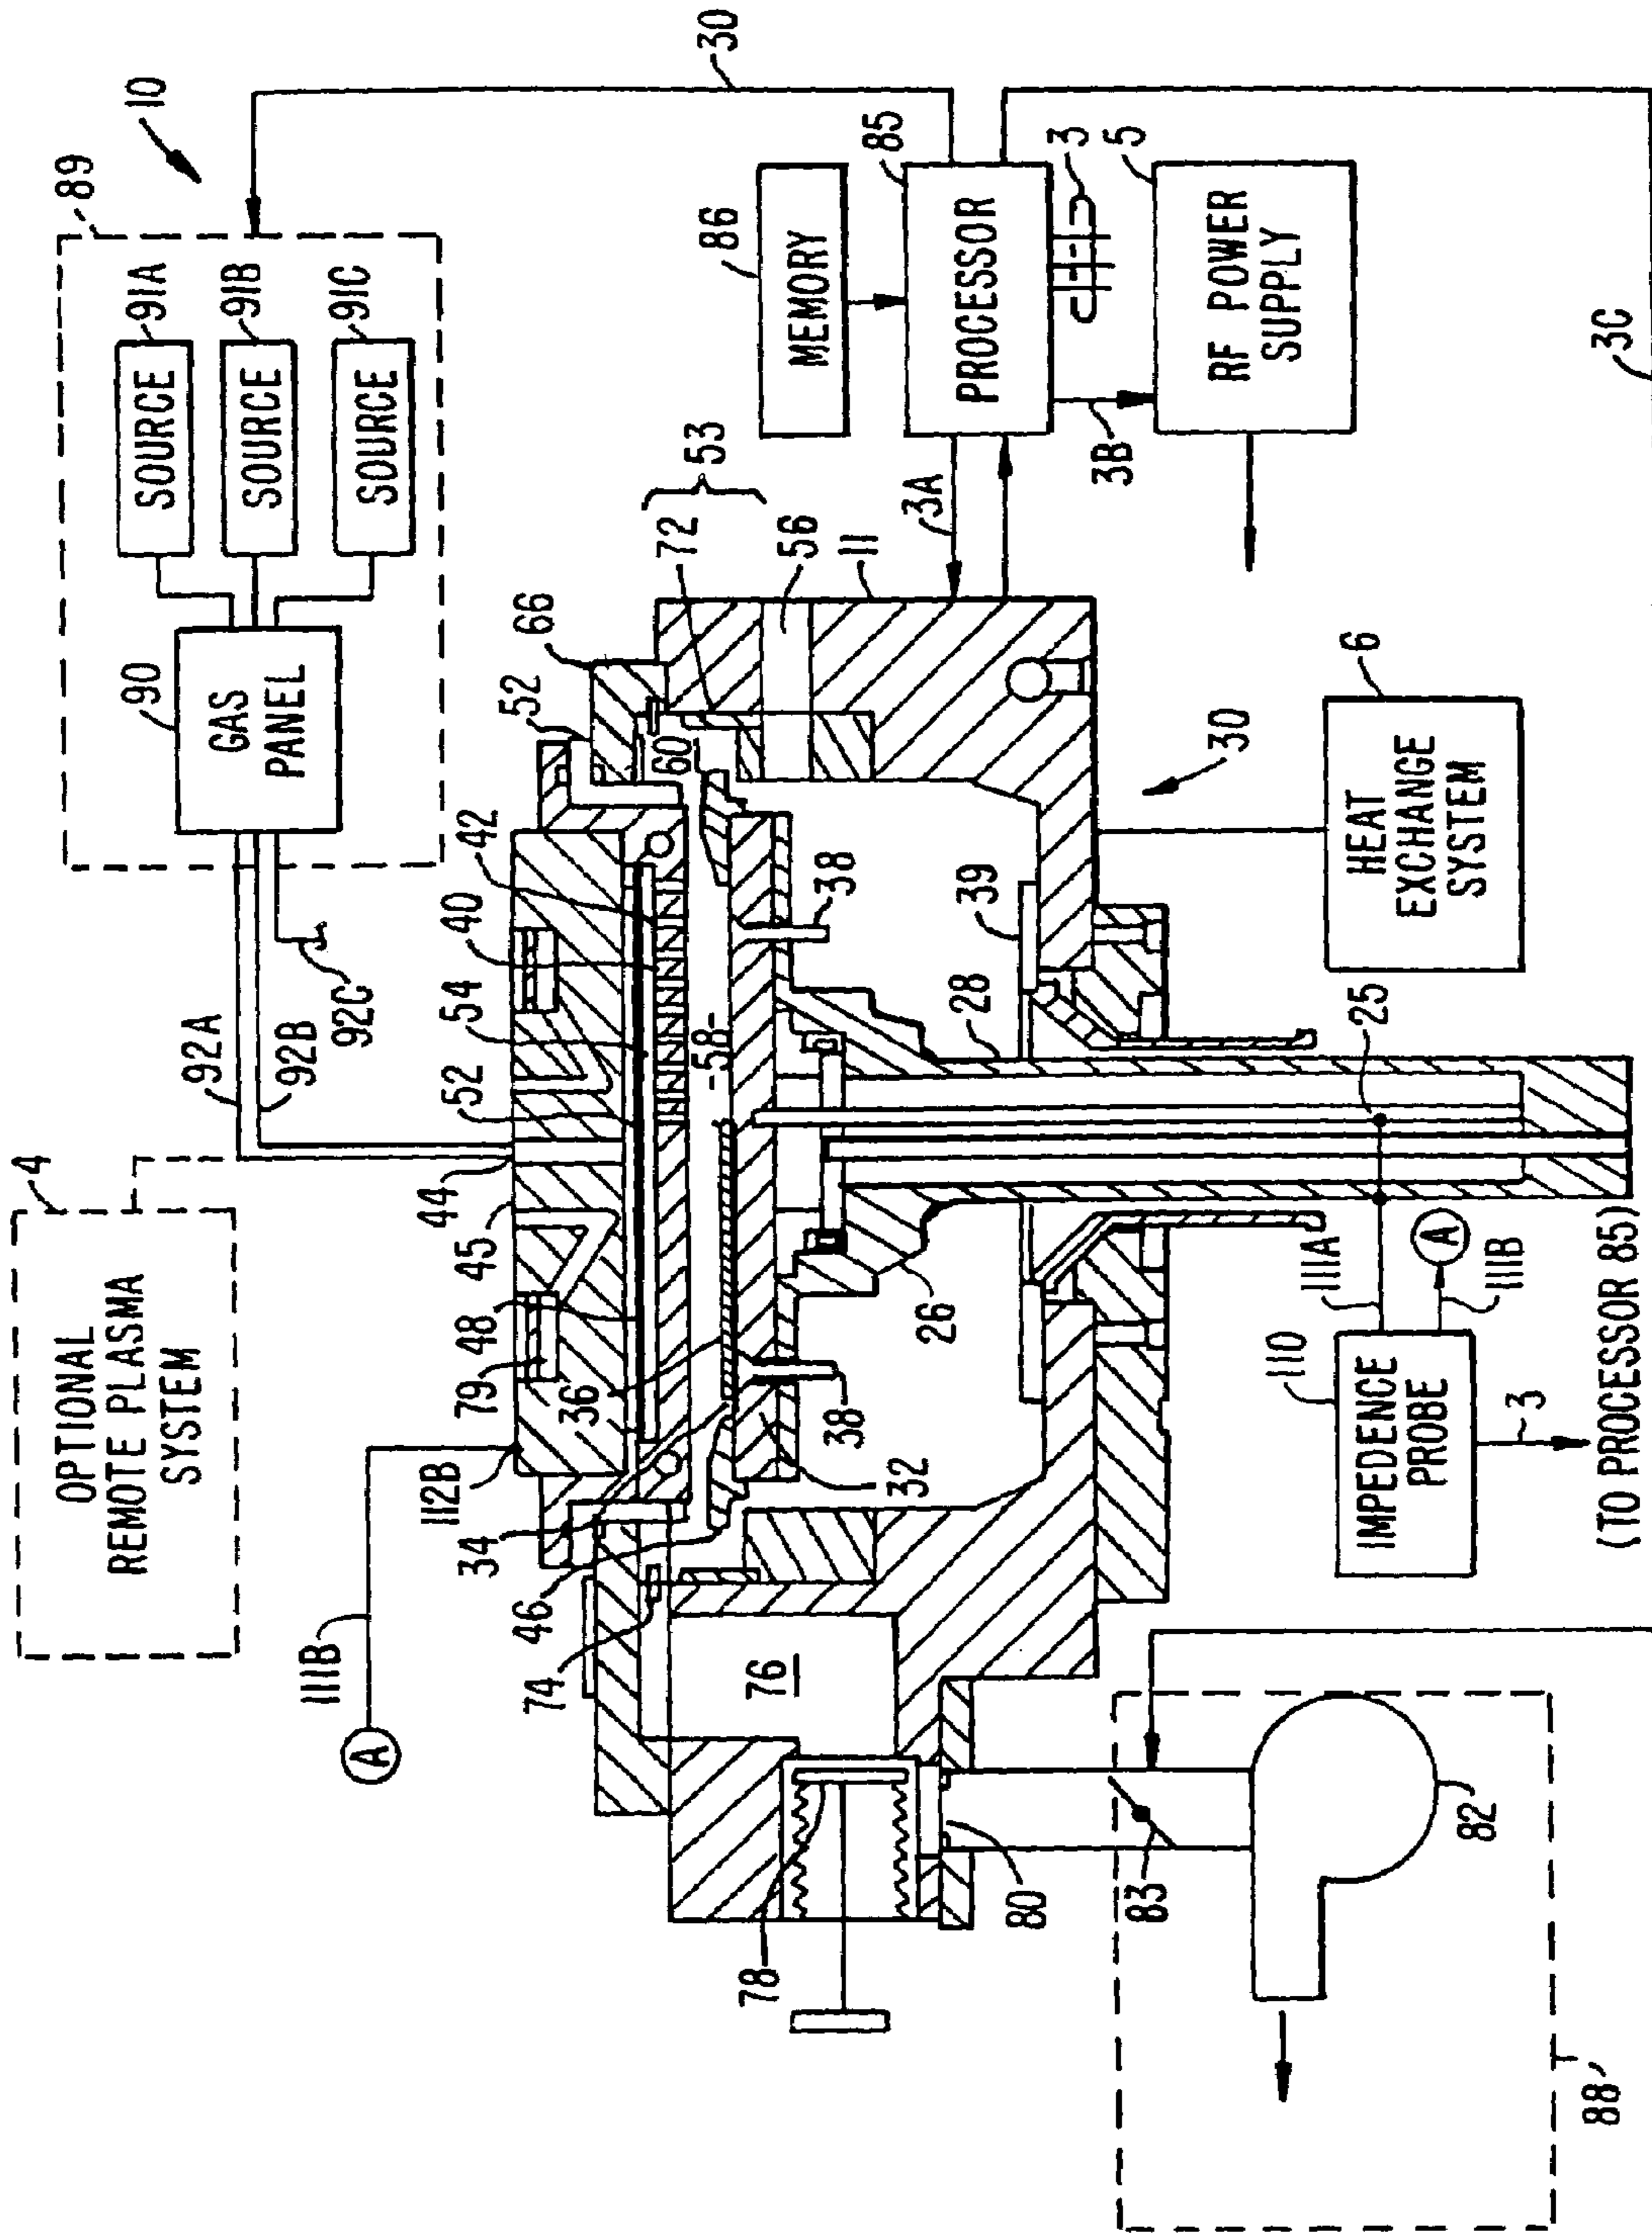 10
89
SOURCE
91A
SOURCE
91B
SOURCE
91C
90
GAS
PANEL
30
92A
92B
92C
4
OPTIONAL
REMOTE PLASMA
SYSTEM
111B
A
112B
79
48
45
44
52
54
40
42
52
66
72
53
56
11
36
34
46
74
60
-58-
76
78
32
38
38
26
28
39
30
25
80
83
82
88
86
MEMORY
85
PROCESSOR
3A
3
3B
5
RF POWER
SUPPLY
3C
6
HEAT
EXCHANGE
SYSTEM
110
IMPEDENCE
PROBE
111A
A
111B
3
(TO PROCESSOR 85)